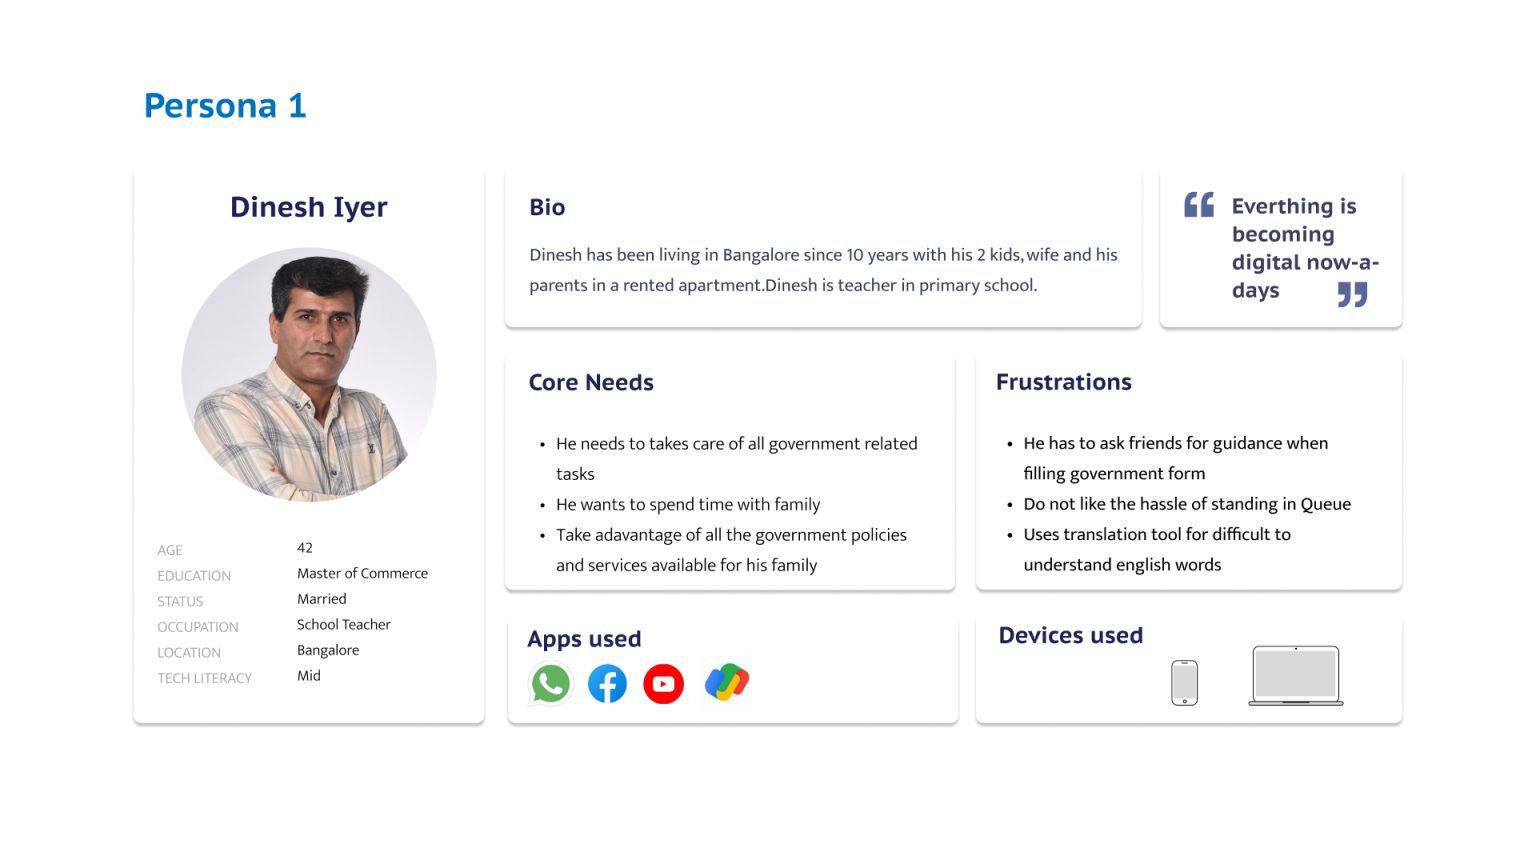 Persona 1
Dinesh Iyer
AGE 42
EDUCATION Master of Commerce
STATUS Married
OCCUPATION School Teacher
LOCATION Bangalore
TECH LITERACY Mid
Bio
Dinesh has been living in Bangalore since 10 years with his 2 kids, wife and his
parents in a rented apartment.Dinesh is teacher in primary school.
“ Everthing is
becoming
digital now-a-
days ”
Core Needs
• He needs to takes care of all government related
tasks
• He wants to spend time with family
• Take adavantage of all the government policies
and services available for his family
Frustrations
• He has to ask friends for guidance when
filling government form
• Do not like the hassle of standing in Queue
• Uses translation tool for difficult to
understand english words
Apps used
Devices used